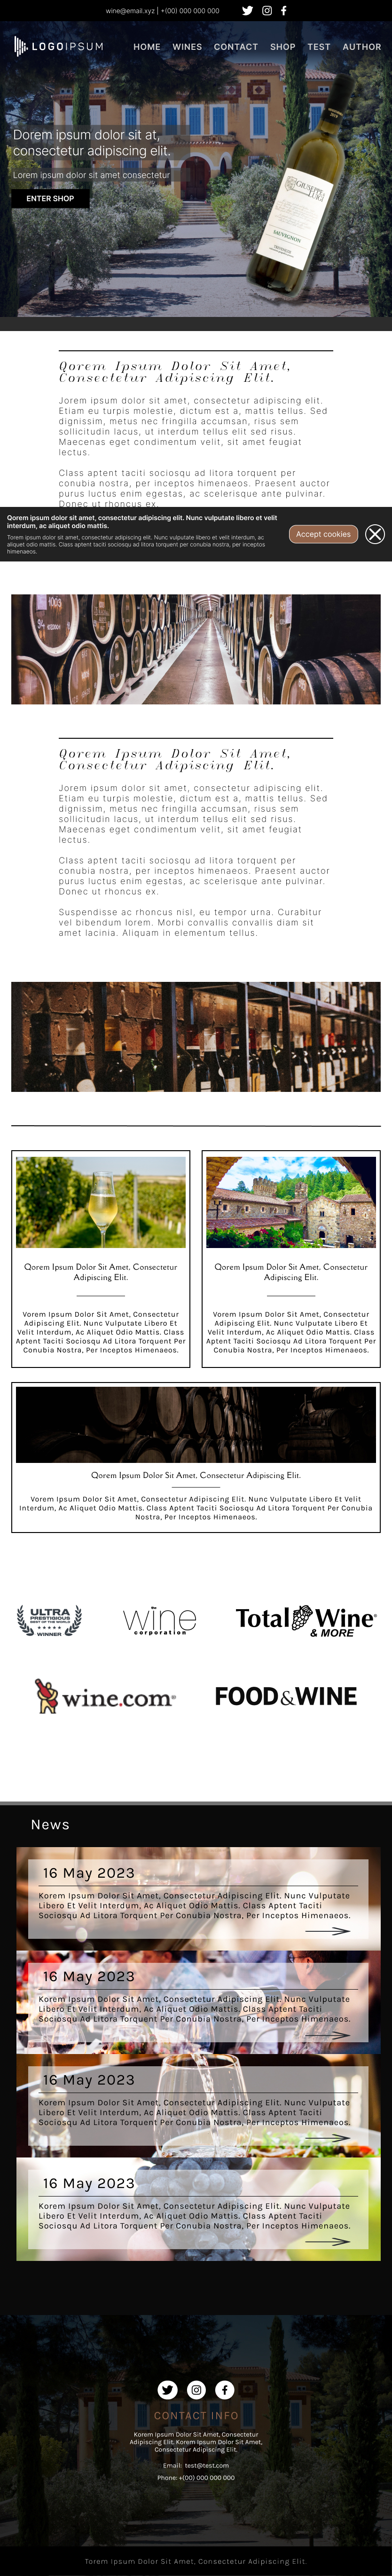 wine@email.xyz | +(00) 000 000 000
LOGOIPSUM
HOME WINES CONTACT SHOP TEST AUTHOR
Dorem ipsum dolor sit at,
consectetur adipiscing elit.
Lorem ipsum dolor sit amet consectetur
ENTER SHOP
GIUSEPPE
LUIGI
SAUVIGNON
Qorem Ipsum Dolor Sit Amet,
Consectetur Adipiscing Elit.
Jorem ipsum dolor sit amet, consectetur adipiscing elit.
Etiam eu turpis molestie, dictum est a, mattis tellus. Sed
dignissim, metus nec fringilla accumsan, risus sem
sollicitudin lacus, ut interdum tellus elit sed risus.
Maecenas eget condimentum velit, sit amet feugiat
lectus.
Class aptent taciti sociosqu ad litora torquent per
conubia nostra, per inceptos himenaeos. Praesent auctor
purus luctus enim egestas, ac scelerisque ante pulvinar.
Donec ut rhoncus ex.
Qorem ipsum dolor sit amet, consectetur adipiscing elit. Nunc vulputate libero et velit
interdum, ac aliquet odio mattis.
Torem ipsum dolor sit amet, consectetur adipiscing elit. Nunc vulputate libero et velit interdum, ac
aliquet odio mattis. Class aptent taciti sociosqu ad litora torquent per conubia nostra, per inceptos
himenaeos.
Accept cookies
Qorem Ipsum Dolor Sit Amet,
Consectetur Adipiscing Elit.
Jorem ipsum dolor sit amet, consectetur adipiscing elit.
Etiam eu turpis molestie, dictum est a, mattis tellus. Sed
dignissim, metus nec fringilla accumsan, risus sem
sollicitudin lacus, ut interdum tellus elit sed risus.
Maecenas eget condimentum velit, sit amet feugiat
lectus.
Class aptent taciti sociosqu ad litora torquent per
conubia nostra, per inceptos himenaeos. Praesent auctor
purus luctus enim egestas, ac scelerisque ante pulvinar.
Donec ut rhoncus ex.
Suspendisse ac rhoncus nisl, eu tempor urna. Curabitur
vel bibendum lorem. Morbi convallis convallis diam sit
amet lacinia. Aliquam in elementum tellus.
Qorem Ipsum Dolor Sit Amet, Consectetur
Adipiscing Elit.
Vorem Ipsum Dolor Sit Amet, Consectetur
Adipiscing Elit. Nunc Vulputate Libero Et
Velit Interdum, Ac Aliquet Odio Mattis. Class
Aptent Taciti Sociosqu Ad Litora Torquent Per
Conubia Nostra, Per Inceptos Himenaeos.
Qorem Ipsum Dolor Sit Amet, Consectetur
Adipiscing Elit.
Vorem Ipsum Dolor Sit Amet, Consectetur
Adipiscing Elit. Nunc Vulputate Libero Et
Velit Interdum, Ac Aliquet Odio Mattis. Class
Aptent Taciti Sociosqu Ad Litora Torquent Per
Conubia Nostra, Per Inceptos Himenaeos.
Qorem Ipsum Dolor Sit Amet, Consectetur Adipiscing Elit.
Vorem Ipsum Dolor Sit Amet, Consectetur Adipiscing Elit. Nunc Vulputate Libero Et Velit
Interdum, Ac Aliquet Odio Mattis. Class Aptent Taciti Sociosqu Ad Litora Torquent Per Conubia
Nostra, Per Inceptos Himenaeos.
ULTRA
PRESTIGIOUS
BEST OF THE WORLD
WINNER
the
wine
corporation
Total Wine
& MORE
wine.com
FOOD & WINE
News
16 May 2023
Korem Ipsum Dolor Sit Amet, Consectetur Adipiscing Elit. Nunc Vulputate
Libero Et Velit Interdum, Ac Aliquet Odio Mattis. Class Aptent Taciti
Sociosqu Ad Litora Torquent Per Conubia Nostra, Per Inceptos Himenaeos.
16 May 2023
Korem Ipsum Dolor Sit Amet, Consectetur Adipiscing Elit. Nunc Vulputate
Libero Et Velit Interdum, Ac Aliquet Odio Mattis. Class Aptent Taciti
Sociosqu Ad Litora Torquent Per Conubia Nostra, Per Inceptos Himenaeos.
16 May 2023
Korem Ipsum Dolor Sit Amet, Consectetur Adipiscing Elit. Nunc Vulputate
Libero Et Velit Interdum, Ac Aliquet Odio Mattis. Class Aptent Taciti
Sociosqu Ad Litora Torquent Per Conubia Nostra, Per Inceptos Himenaeos.
16 May 2023
Korem Ipsum Dolor Sit Amet, Consectetur Adipiscing Elit. Nunc Vulputate
Libero Et Velit Interdum, Ac Aliquet Odio Mattis. Class Aptent Taciti
Sociosqu Ad Litora Torquent Per Conubia Nostra, Per Inceptos Himenaeos.
CONTACT INFO
Korem Ipsum Dolor Sit Amet, Consectetur
Adipiscing Elit. Korem Ipsum Dolor Sit Amet,
Consectetur Adipiscing Elit.
Email: test@test.com
Phone: +(00) 000 000 000
Torem Ipsum Dolor Sit Amet, Consectetur Adipiscing Elit.